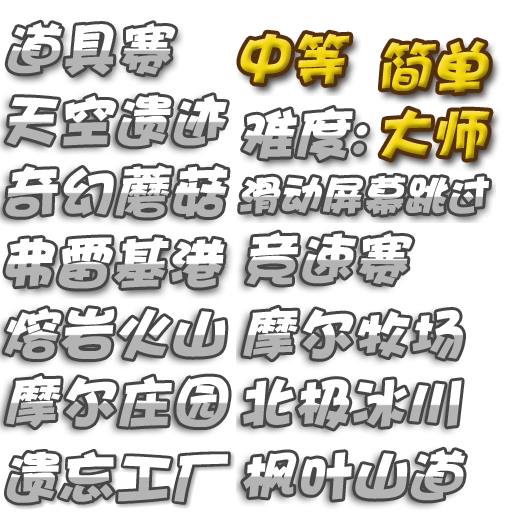 道具赛
中等
简单
天空遗迹
难度:
大师
奇幻蘑菇
滑动屏幕跳过
弗雷基港
竞速赛
熔岩火山
摩尔牧场
摩尔庄园
北极冰川
遗忘工厂
枫叶山道